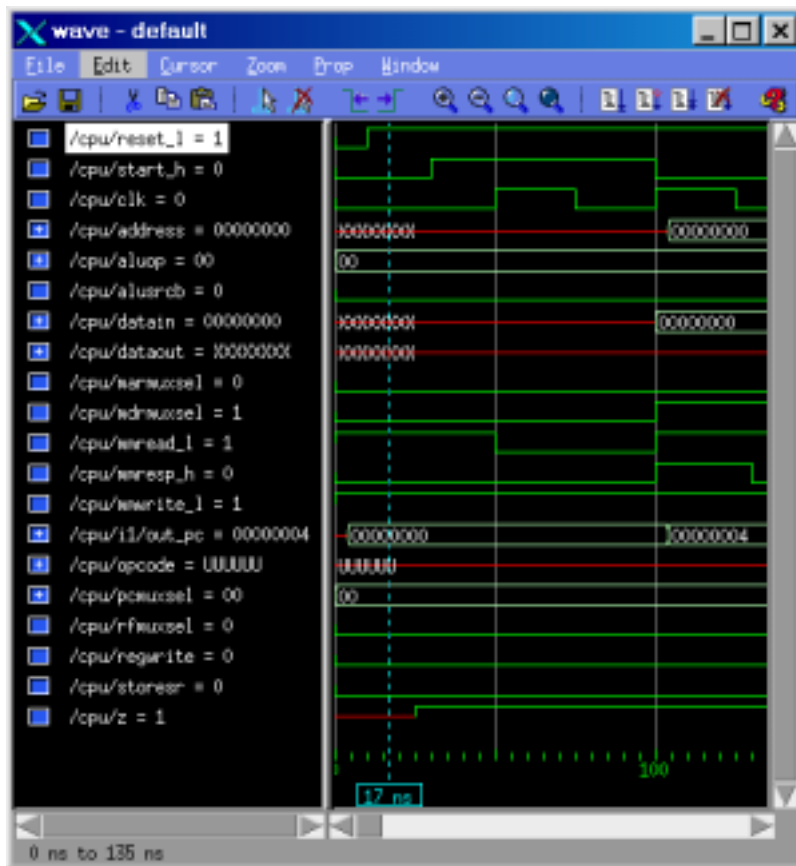 wave - default
File Edit Cursor Zoom Prop Window
/cpu/reset_l = 1
/cpu/start_h = 0
/cpu/clk = 0
/cpu/address = 00000000 XXXXXXXX 00000000
/cpu/aluop = 00 00
/cpu/alusrcb = 0
/cpu/datain = 00000000 XXXXXXXX 00000000
/cpu/dataout = XXXXXXXX XXXXXXXX
/cpu/marmuxsel = 0
/cpu/mdrmuxsel = 1
/cpu/mmread_l = 1
/cpu/mmresp_h = 0
/cpu/mmwrite_l = 1
/cpu/i1/out_pc = 00000004 00000000 00000004
/cpu/opcode = UUUUUU UUUUUU
/cpu/pcmuxsel = 00 00
/cpu/rfmuxsel = 0
/cpu/regwrite = 0
/cpu/storesr = 0
/cpu/z = 1
100
17 ns
0 ns to 135 ns